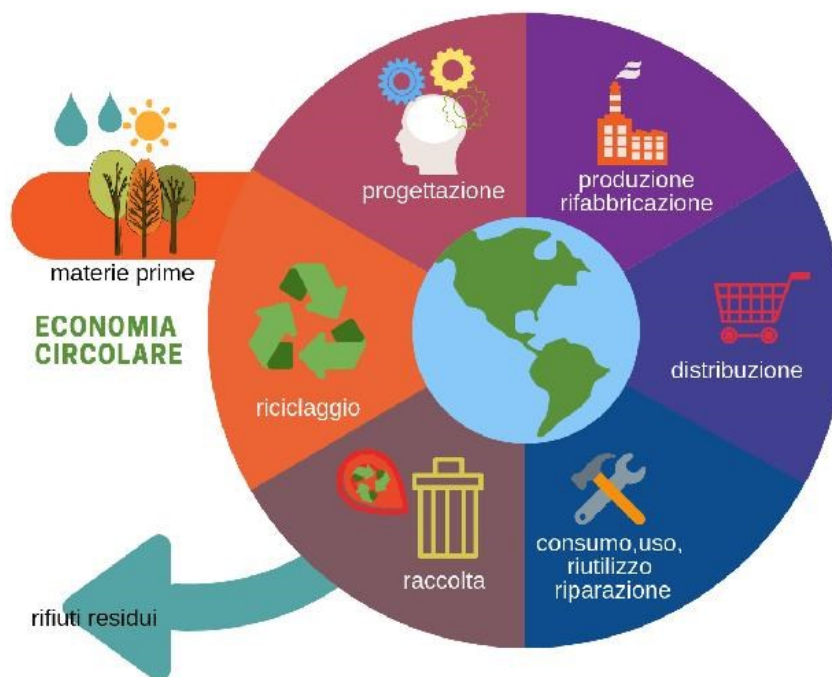 progettazione
produzione
rifabbricazione
materie prime
ECONOMIA
CIRCOLARE
distribuzione
riciclaggio
consumo,uso,
riutilizzo
riparazione
raccolta
rifiuti residui